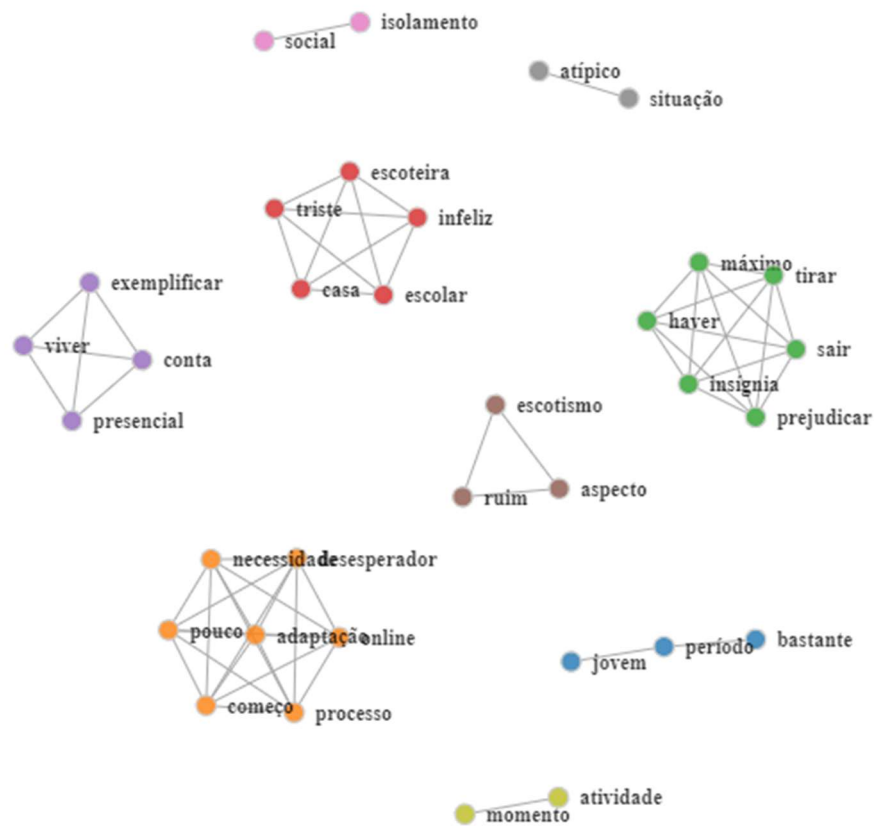 isolamento
social
atípico
situação
escoteira
triste
infeliz
casa
escolar
máximo
tirar
haver
sair
insígnia
prejudicar
exemplificar
viver
conta
presencial
escotismo
ruim
aspecto
necessidade
desesperador
pouco
adaptação
online
começo
processo
jovem
período
bastante
atividade
momento